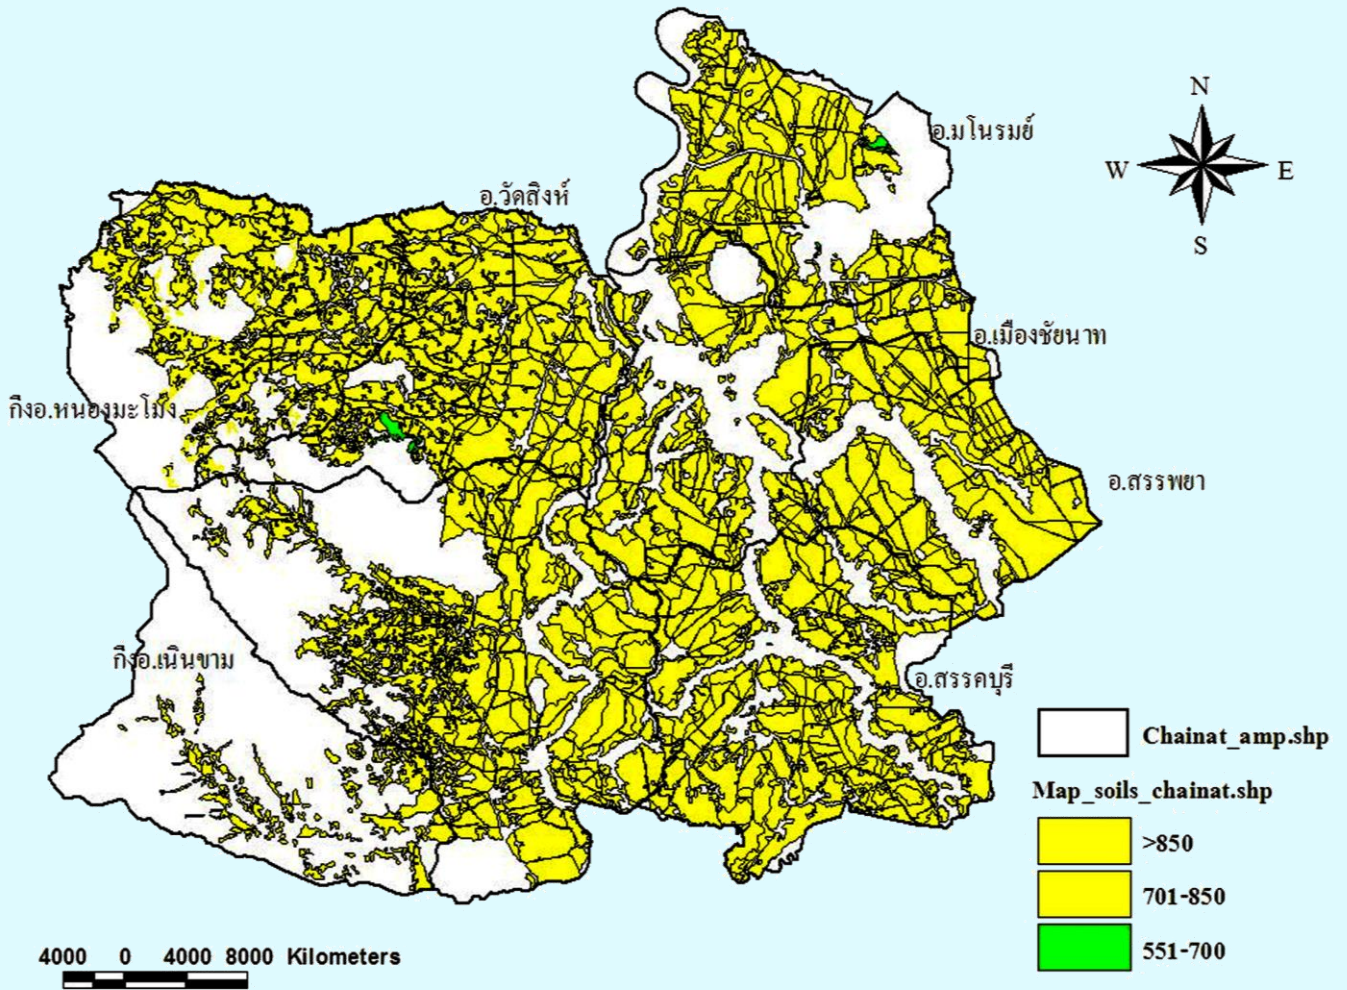 N
อ.มโนรมย์
W
E
อ.วัดสิงห์
S
อ.เมืองชัยนาท
กิ่งอ.หนองมะโมง
อ.สรรพยา
กิ่งอ.เนินขาม
อ.สรรคบุรี
Chainat_amp.shp
Map_soils_chainat.shp
>850
701-850
551-700
4000 0 4000 8000 Kilometers